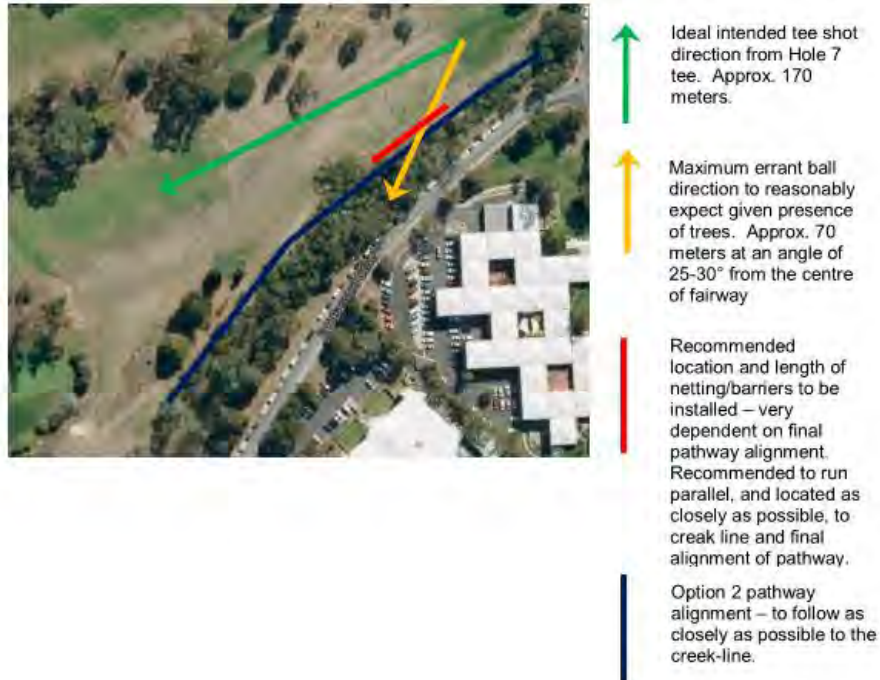 Ideal intended tee shot
direction from Hole 7
tee. Approx. 170
meters.
Maximum errant ball
direction to reasonably
expect given presence
of trees. Approx. 70
meters at an angle of
25-30° from the centre
of fairway
Recommended
location and length of
netting/barriers to be
installed – very
dependent on final
pathway alignment.
Recommended to run
parallel, and located as
closely as possible, to
creak line and final
alignment of pathway.
Option 2 pathway
alignment – to follow as
closely as possible to the
creek-line.